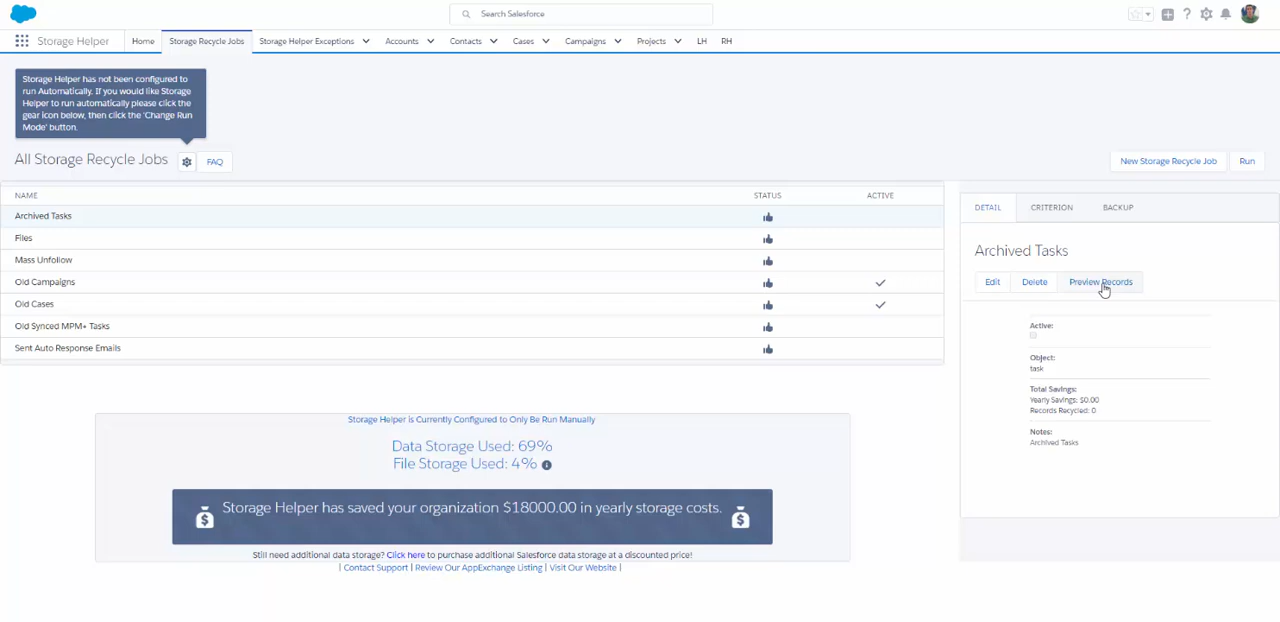 Search Salesforce
Storage Helper
Home
Storage Recycle Jobs
Storage Helper Exceptions
Accounts
Contacts
Cases
Campaigns
Projects
LH
RH
Storage Helper has not been configured to
run Automatically. If you would like Storage
Helper to run automatically please click the
gear icon below, then click the 'Change Run
Mode' button.
All Storage Recycle Jobs
FAQ
New Storage Recycle Job
Run
NAME
STATUS
ACTIVE
Archived Tasks
Files
Mass Unfollow
Old Campaigns
Old Cases
Old Synced MPM+ Tasks
Sent Auto Response Emails
DETAIL
CRITERION
BACKUP
Archived Tasks
Edit
Delete
Preview Records
Active:
Object:
task
Total Savings:
Yearly Savings: $0.00
Records Recycled: 0
Notes:
Archived Tasks
Storage Helper is Currently Configured to Only Be Run Manually
Data Storage Used: 69%
File Storage Used: 4%
Storage Helper has saved your organization $18000.00 in yearly storage costs.
Still need additional data storage? Click here to purchase additional Salesforce data storage at a discounted price!
| Contact Support | Review Our AppExchange Listing | Visit Our Website |